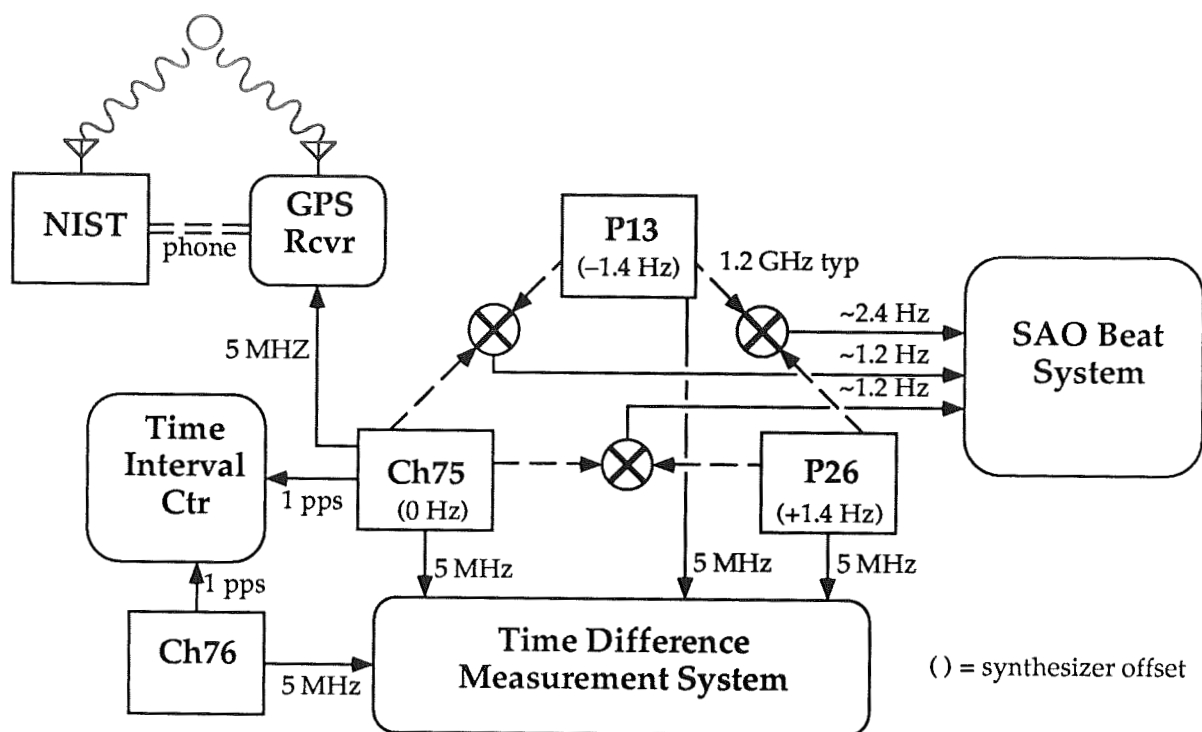 NIST
phone
GPS
Rcvr
P13
(–1.4 Hz)
1.2 GHz typ
~2.4 Hz
~1.2 Hz
~1.2 Hz
SAO Beat
System
5 MHZ
Time
Interval
Ctr
1 pps
Ch75
(0 Hz)
P26
(+1.4 Hz)
1 pps
5 MHz
5 MHz
5 MHz
Ch76
5 MHz
Time Difference
Measurement System
( ) = synthesizer offset